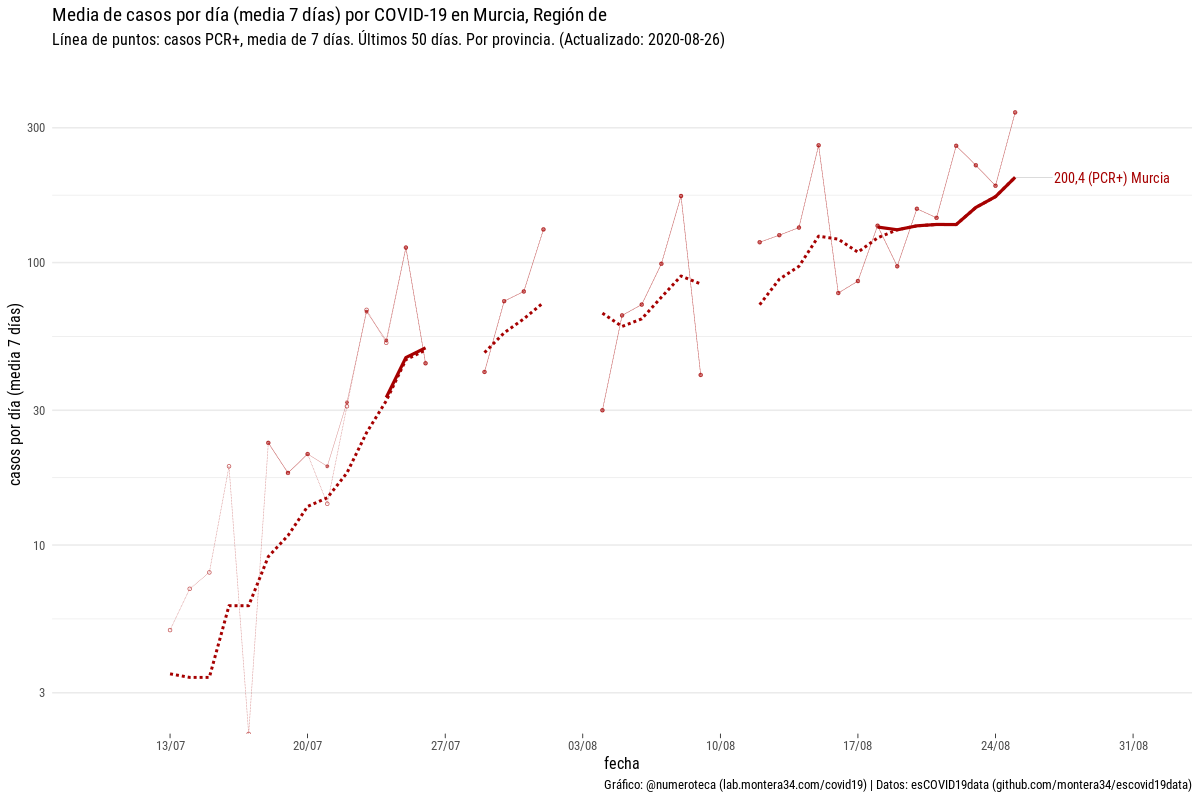 Media de casos por día (media 7 días) por COVID-19 en Murcia, Región de
Línea de puntos: casos PCR+, media de 7 días. Últimos 50 días. Por provincia. (Actualizado: 2020-08-26)
casos por día (media 7 días)
300
100
30
10
3
200,4 (PCR+) Murcia
13/07
20/07
27/07
03/08
10/08
17/08
24/08
31/08
fecha
Gráfico: @numeroteca (lab.montera34.com/covid19) | Datos: esCOVID19data (github.com/montera34/escovid19data)